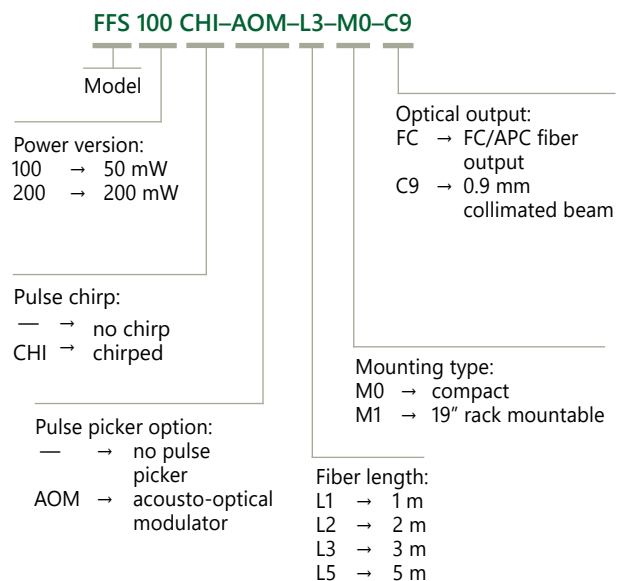 FFS 100 CHI–AOM–L3–M0–C9
Model
Power version:
100 → 50 mW
200 → 200 mW
Optical output:
FC → FC/APC fiber
output
C9 → 0.9 mm
collimated beam
Pulse chirp:
— → no chirp
CHI → chirped
Mounting type:
M0 → compact
M1 → 19″ rack mountable
Pulse picker option:
— → no pulse
picker
AOM → acousto-optical
modulator
Fiber length:
L1 → 1 m
L2 → 2 m
L3 → 3 m
L5 → 5 m